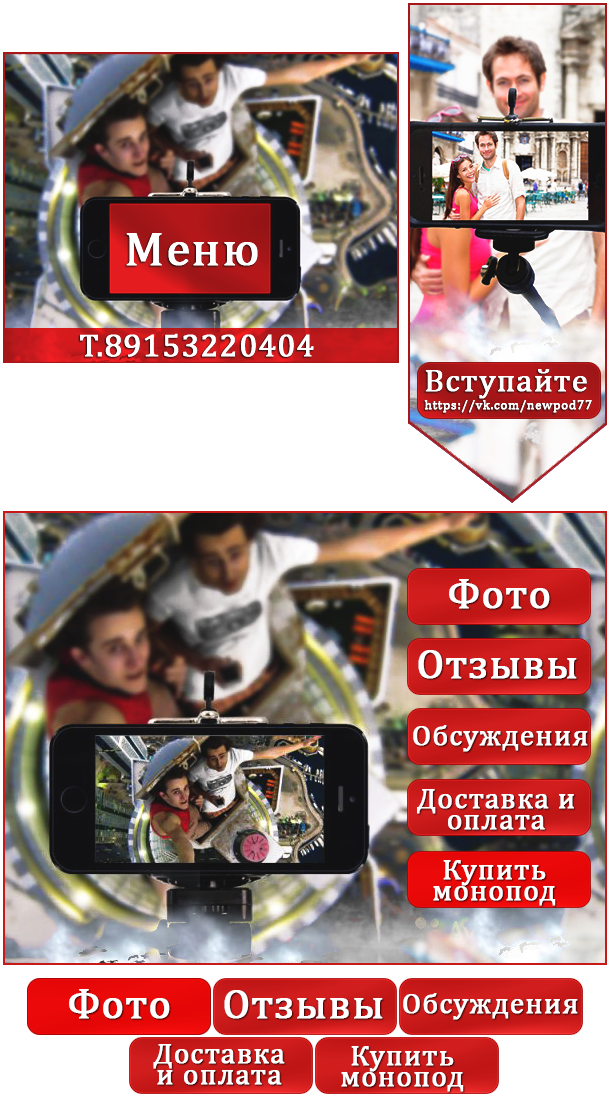 Меню
Т.89153220404
Вступайте
https://vk.com/newpod77
Фото
Отзывы
Обсуждения
Доставка и
оплата
Купить
монопод
Фото
Отзывы
Обсуждения
Доставка
и оплата
Купить
монопод